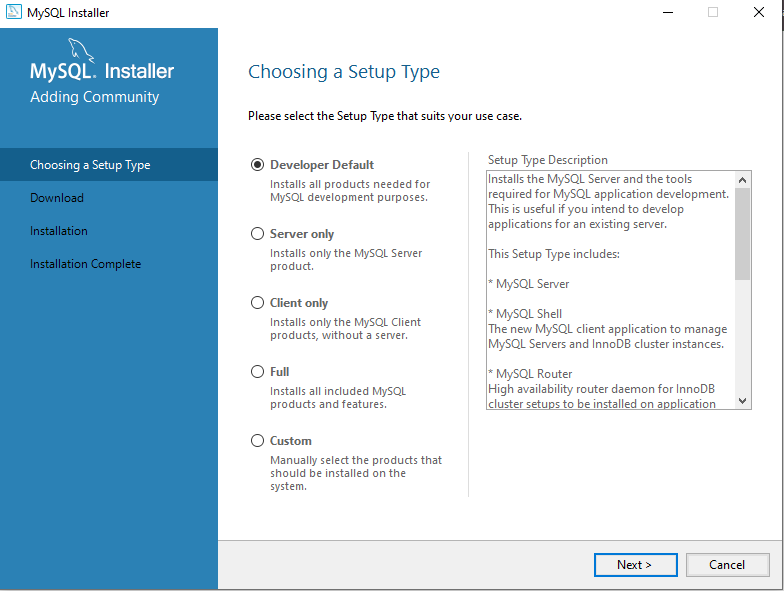 MySQL Installer
MySQL. Installer
Adding Community
Choosing a Setup Type
Download
Installation
Installation Complete
Choosing a Setup Type
Please select the Setup Type that suits your use case.
Developer Default
Installs all products needed for
MySQL development purposes.
Server only
Installs only the MySQL Server
product.
Client only
Installs only the MySQL Client
products, without a server.
Full
Installs all included MySQL
products and features.
Custom
Manually select the products that
should be installed on the
system.
Setup Type Description
Installs the MySQL Server and the tools
required for MySQL application development.
This is useful if you intend to develop
applications for an existing server.
This Setup Type includes:
* MySQL Server
* MySQL Shell
The new MySQL client application to manage
MySQL Servers and InnoDB cluster instances.
* MySQL Router
High availability router daemon for InnoDB
cluster setups to be installed on application
Next >
Cancel